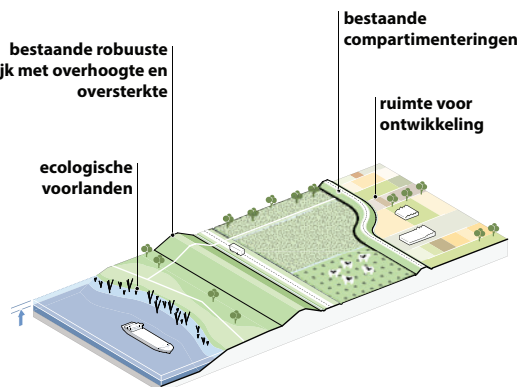 bestaande
compartimenteringen
bestaande robuuste
jk met overhoogte en
oversterkte
ruimte voor
ontwikkeling
ecologische
voorlanden